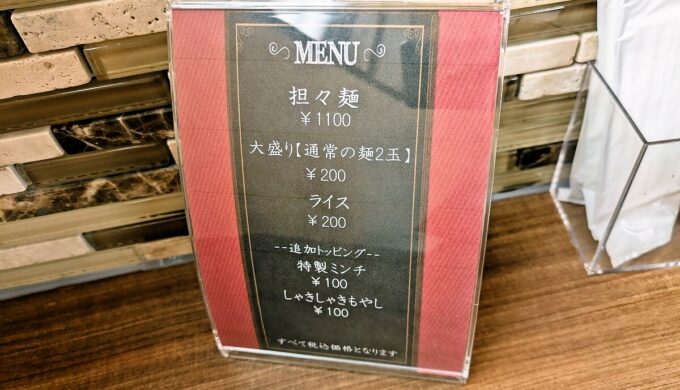 MENU
担々麺
￥1100
大盛り【通常の麺2玉】
￥200
ライス
￥200
--追加トッピング--
特製ミンチ
￥100
しゃきしゃきもやし
￥100
すべて税込価格となります